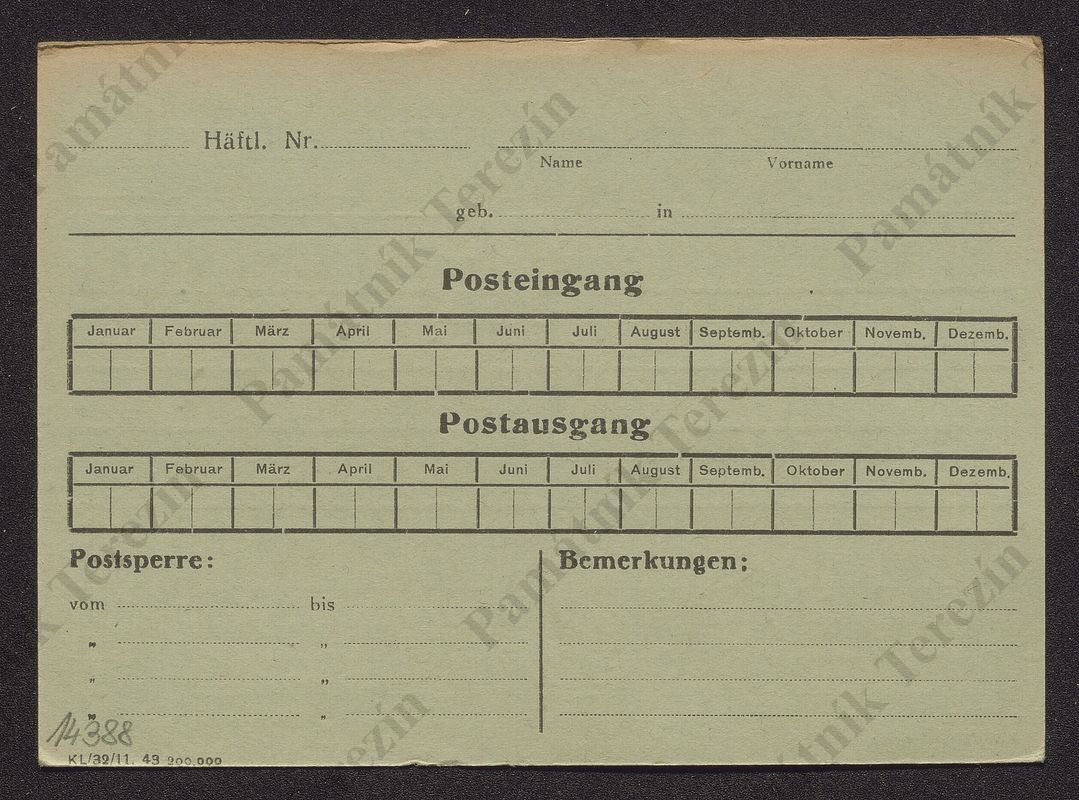 Häftl. Nr.
Name Vorname
geb. in
Posteingang
Januar Februar März April Mai Juni Juli August Septemb. Oktober Novemb. Dezemb.
Postausgang
Januar Februar März April Mai Juni Juli August Septemb. Oktober Novemb. Dezemb.
Postsperre: Bemerkungen:
vom bis
„ „
„ „
„ „
14388
KL/32/11. 43 200.000
Památník Terezín